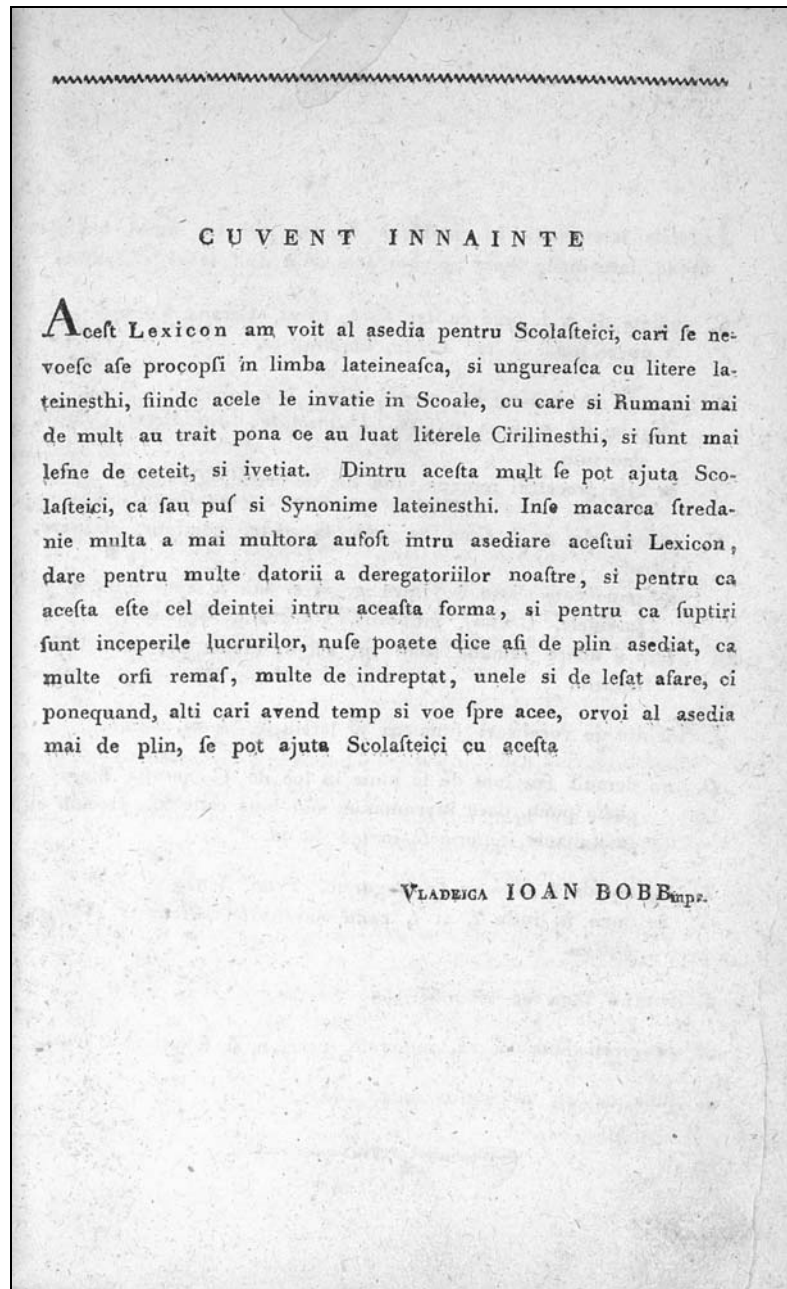 CUVENT INNAINTE
Aceſt Lexicon am voit al asedia pentru Scolaſteici, cari ſe ne-
voeſc aſe procopſi in limba lateineaſca, si ungureaſca cu litere la-
teinesthi, fiindc acele le invatie in Scoale, cu care si Rumani mai
de mult au trait pona ce au luat literele Cirilinesthi, si ſunt mai
leſne de ceteit, si ivetiat. Dintru aceſta mult ſe pot ajuta Sco-
laſteici, ca ſau puſ si Synonime lateinesthi. Inſe macarca ſtreda-
nie multa a mai multora aufoſt intru asediare aceſtui Lexicon,
dare pentru multe datorii a deregatoriilor noaſtre, si pentru ca
aceſta eſte cel deintei intru aceaſta forma, si pentru ca ſuptiri
ſunt inceperile lucrurilor, nuſe poaete dice aſi de plin asediat, ca
multe orſi remaſ, multe de indreptat, unele si de leſat afare, ci
ponequand, alti cari avend temp si voe ſpre acee, orvoi al asedia
mai de plin, ſe pot ajuta Scolaſteici cu aceſta
VLADEICA IOAN BOBB mpr.